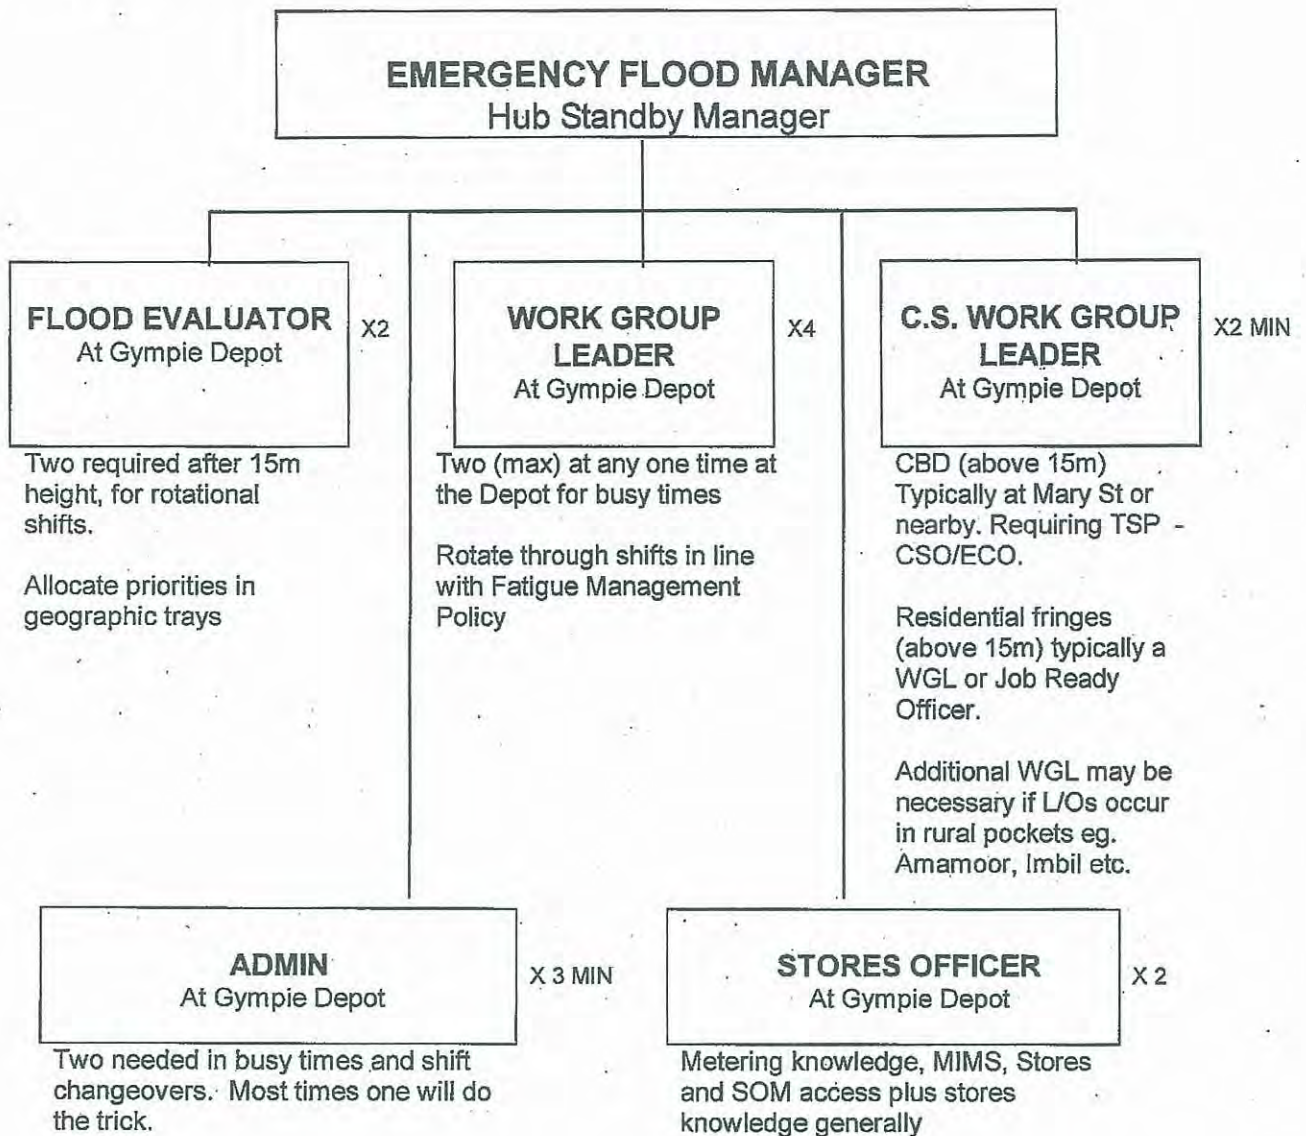 EMERGENCY FLOOD MANAGER
Hub Standby Manager
FLOOD EVALUATOR
At Gympie Depot
X2
Two required after 15m
height, for rotational
shifts.
Allocate priorities in
geographic trays
WORK GROUP
LEADER
At Gympie Depot
X4
Two (max) at any one time at
the Depot for busy times
Rotate through shifts in line
with Fatigue Management
Policy
C.S. WORK GROUP
LEADER
At Gympie Depot
X2 MIN
CBD (above 15m)
Typically at Mary St or
nearby. Requiring TSP -
CSO/ECO.
Residential fringes
(above 15m) typically a
WGL or Job Ready
Officer.
Additional WGL may be
necessary if L/Os occur
in rural pockets eg.
Amamoor, Imbil etc.
ADMIN
At Gympie Depot
X 3 MIN
Two needed in busy times and shift
changeovers. Most times one will do
the trick.
STORES OFFICER
At Gympie Depot
X 2
Metering knowledge, MIMS, Stores
and SOM access plus stores
knowledge generally